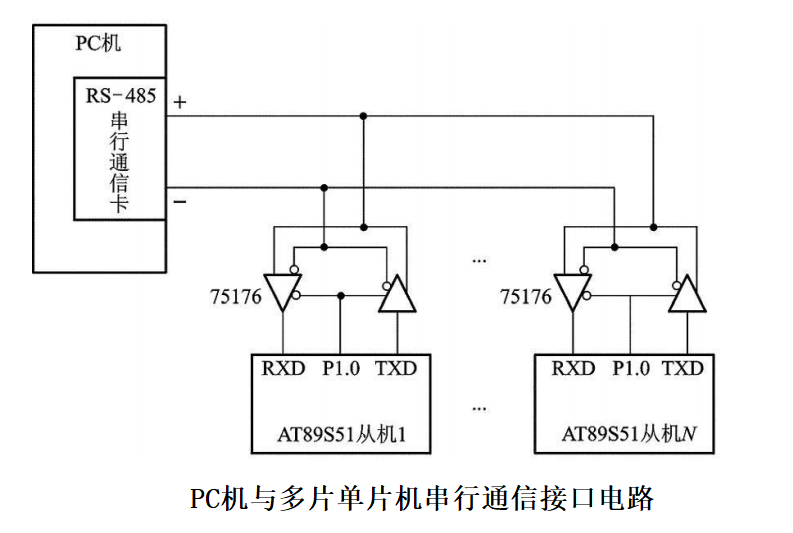 PC机
RS-485
+
串
行
通
信
卡
−
...
75176
75176
RXD P1.0 TXD
RXD P1.0 TXD
...
AT89S51从机1
AT89S51从机N
PC机与多片单片机串行通信接口电路